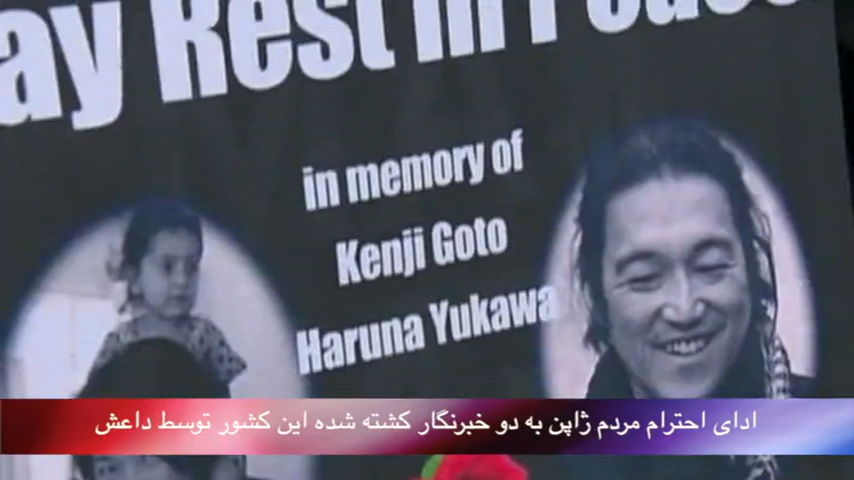 ay Rest in Peace
in memory of
Kenji Goto
Haruna Yukawa
ادای احترام مردم ژاپن به دو خبرنگار کشته شده این کشور توسط داعش